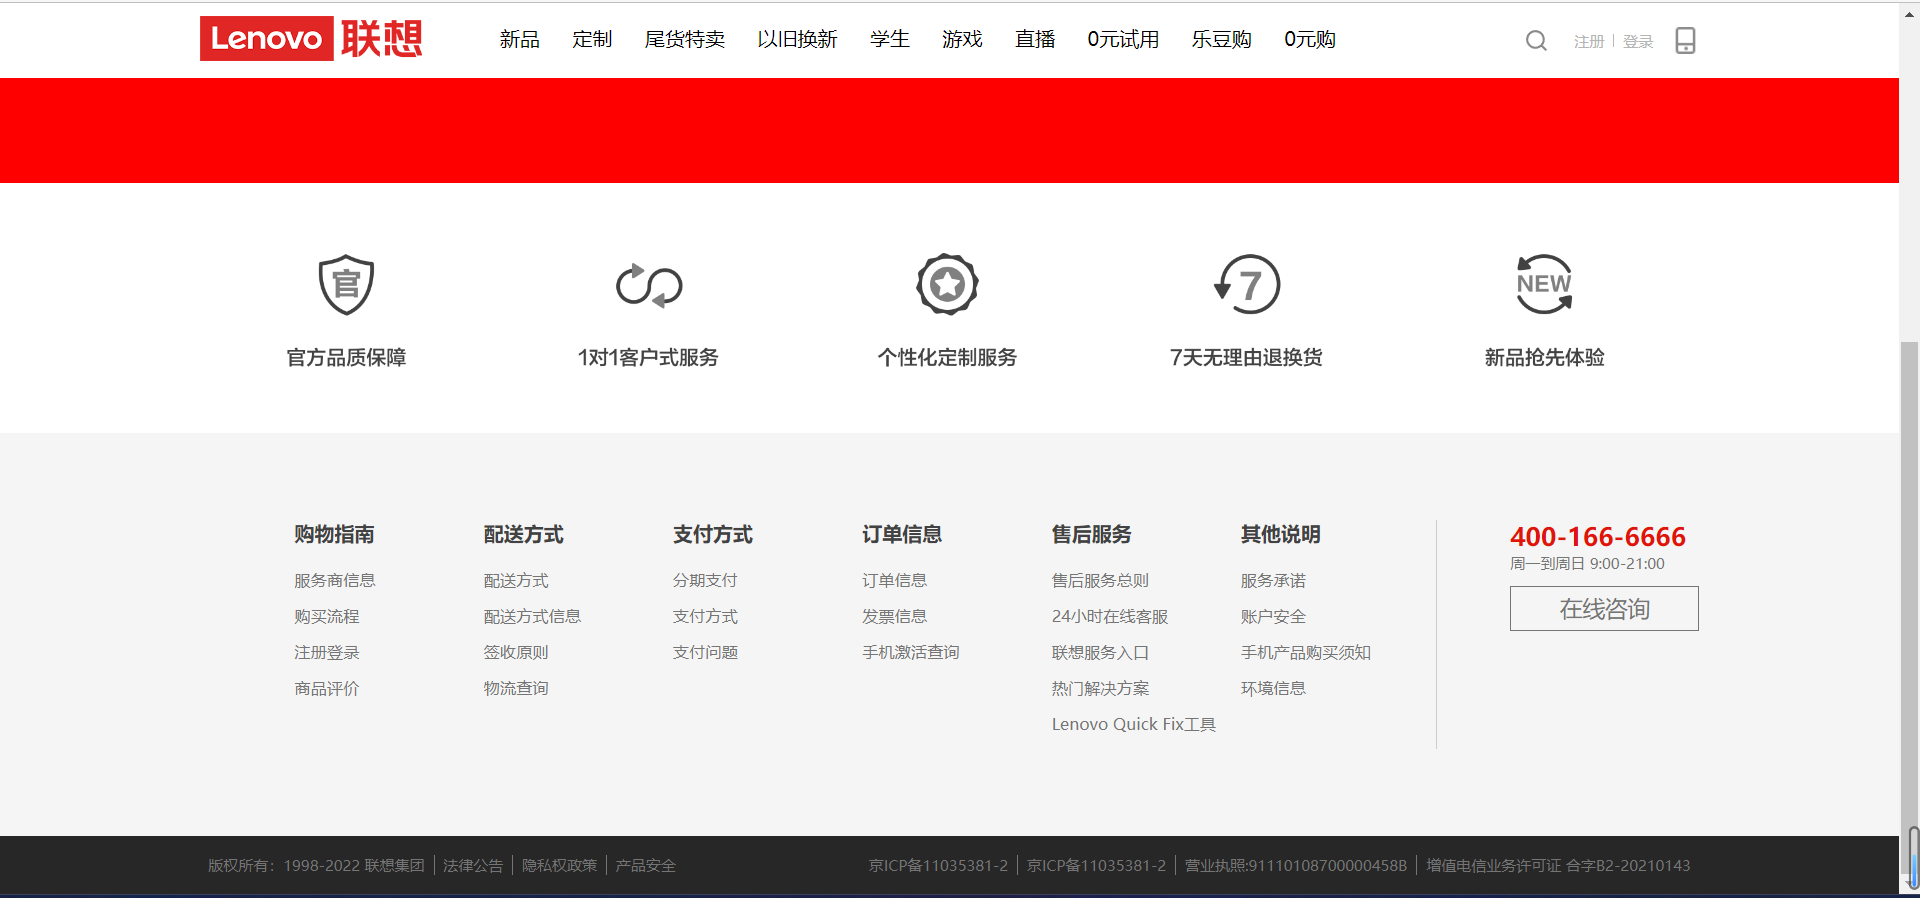 Lenovo 联想 新品 定制 尾货特卖 以旧换新 学生 游戏 直播 0元试用 乐豆购 0元购 注册 登录
官 7 NEW
官方品质保障 1对1客户式服务 个性化定制服务 7天无理由退换货 新品抢先体验
购物指南
服务商信息
购买流程
注册登录
商品评价
配送方式
配送方式
配送方式信息
签收原则
物流查询
支付方式
分期支付
支付方式
支付问题
订单信息
订单信息
发票信息
手机激活查询
售后服务
售后服务总则
24小时在线客服
联想服务入口
热门解决方案
Lenovo Quick Fix工具
其他说明
服务承诺
账户安全
手机产品购买须知
环境信息
400-166-6666
周一到周日 9:00-21:00
在线咨询
版权所有：1998-2022 联想集团 法律公告 隐私权政策 产品安全 京ICP备11035381-2 京ICP备11035381-2 营业执照:91110108700000458B 增值电信业务许可证 合字B2-20210143